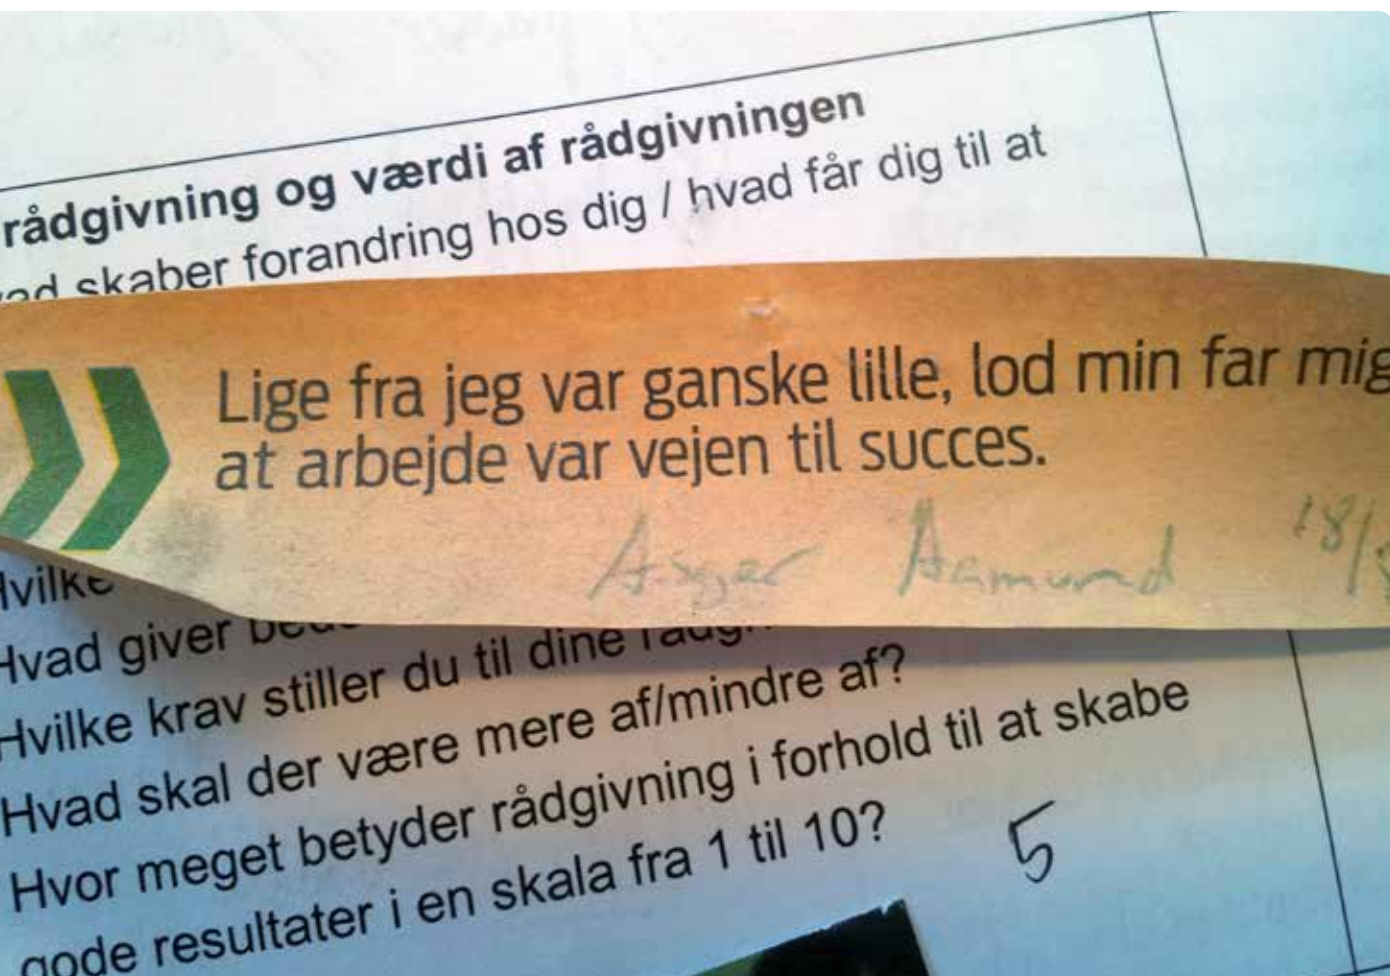 rådgivning og værdi af rådgivningen
skaber forandring hos dig / hvad får dig til at
Lige fra jeg var ganske lille, lod min far mig
at arbejde var vejen til succes.
Asger Aamund 18/
Hvilke
Hvad giver
Hvilke krav stiller du til dine
Hvad skal der være mere af/mindre af?
Hvor meget betyder rådgivning i forhold til at skabe
gode resultater i en skala fra 1 til 10? 5